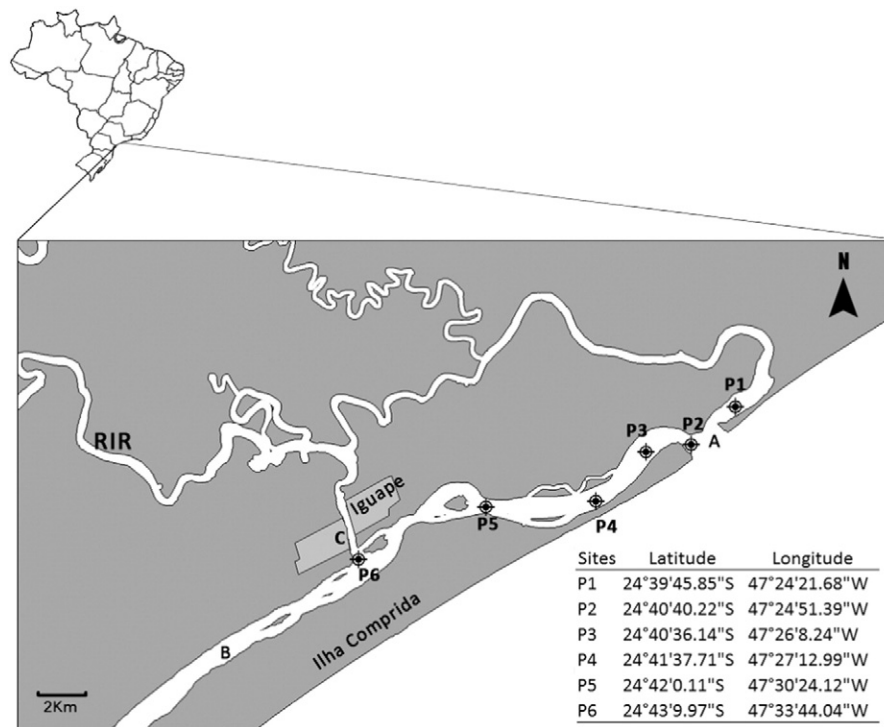 N
P1
P2
A
P3
RIR
Iguape
P5
P4
C
P6
Ilha Comprida
B
2Km
Sites Latitude Longitude
P1 24°39'45.85"S 47°24'21.68"W
P2 24°40'40.22"S 47°24'51.39"W
P3 24°40'36.14"S 47°26'8.24"W
P4 24°41'37.71"S 47°27'12.99"W
P5 24°42'0.11"S 47°30'24.12"W
P6 24°43'9.97"S 47°33'44.04"W